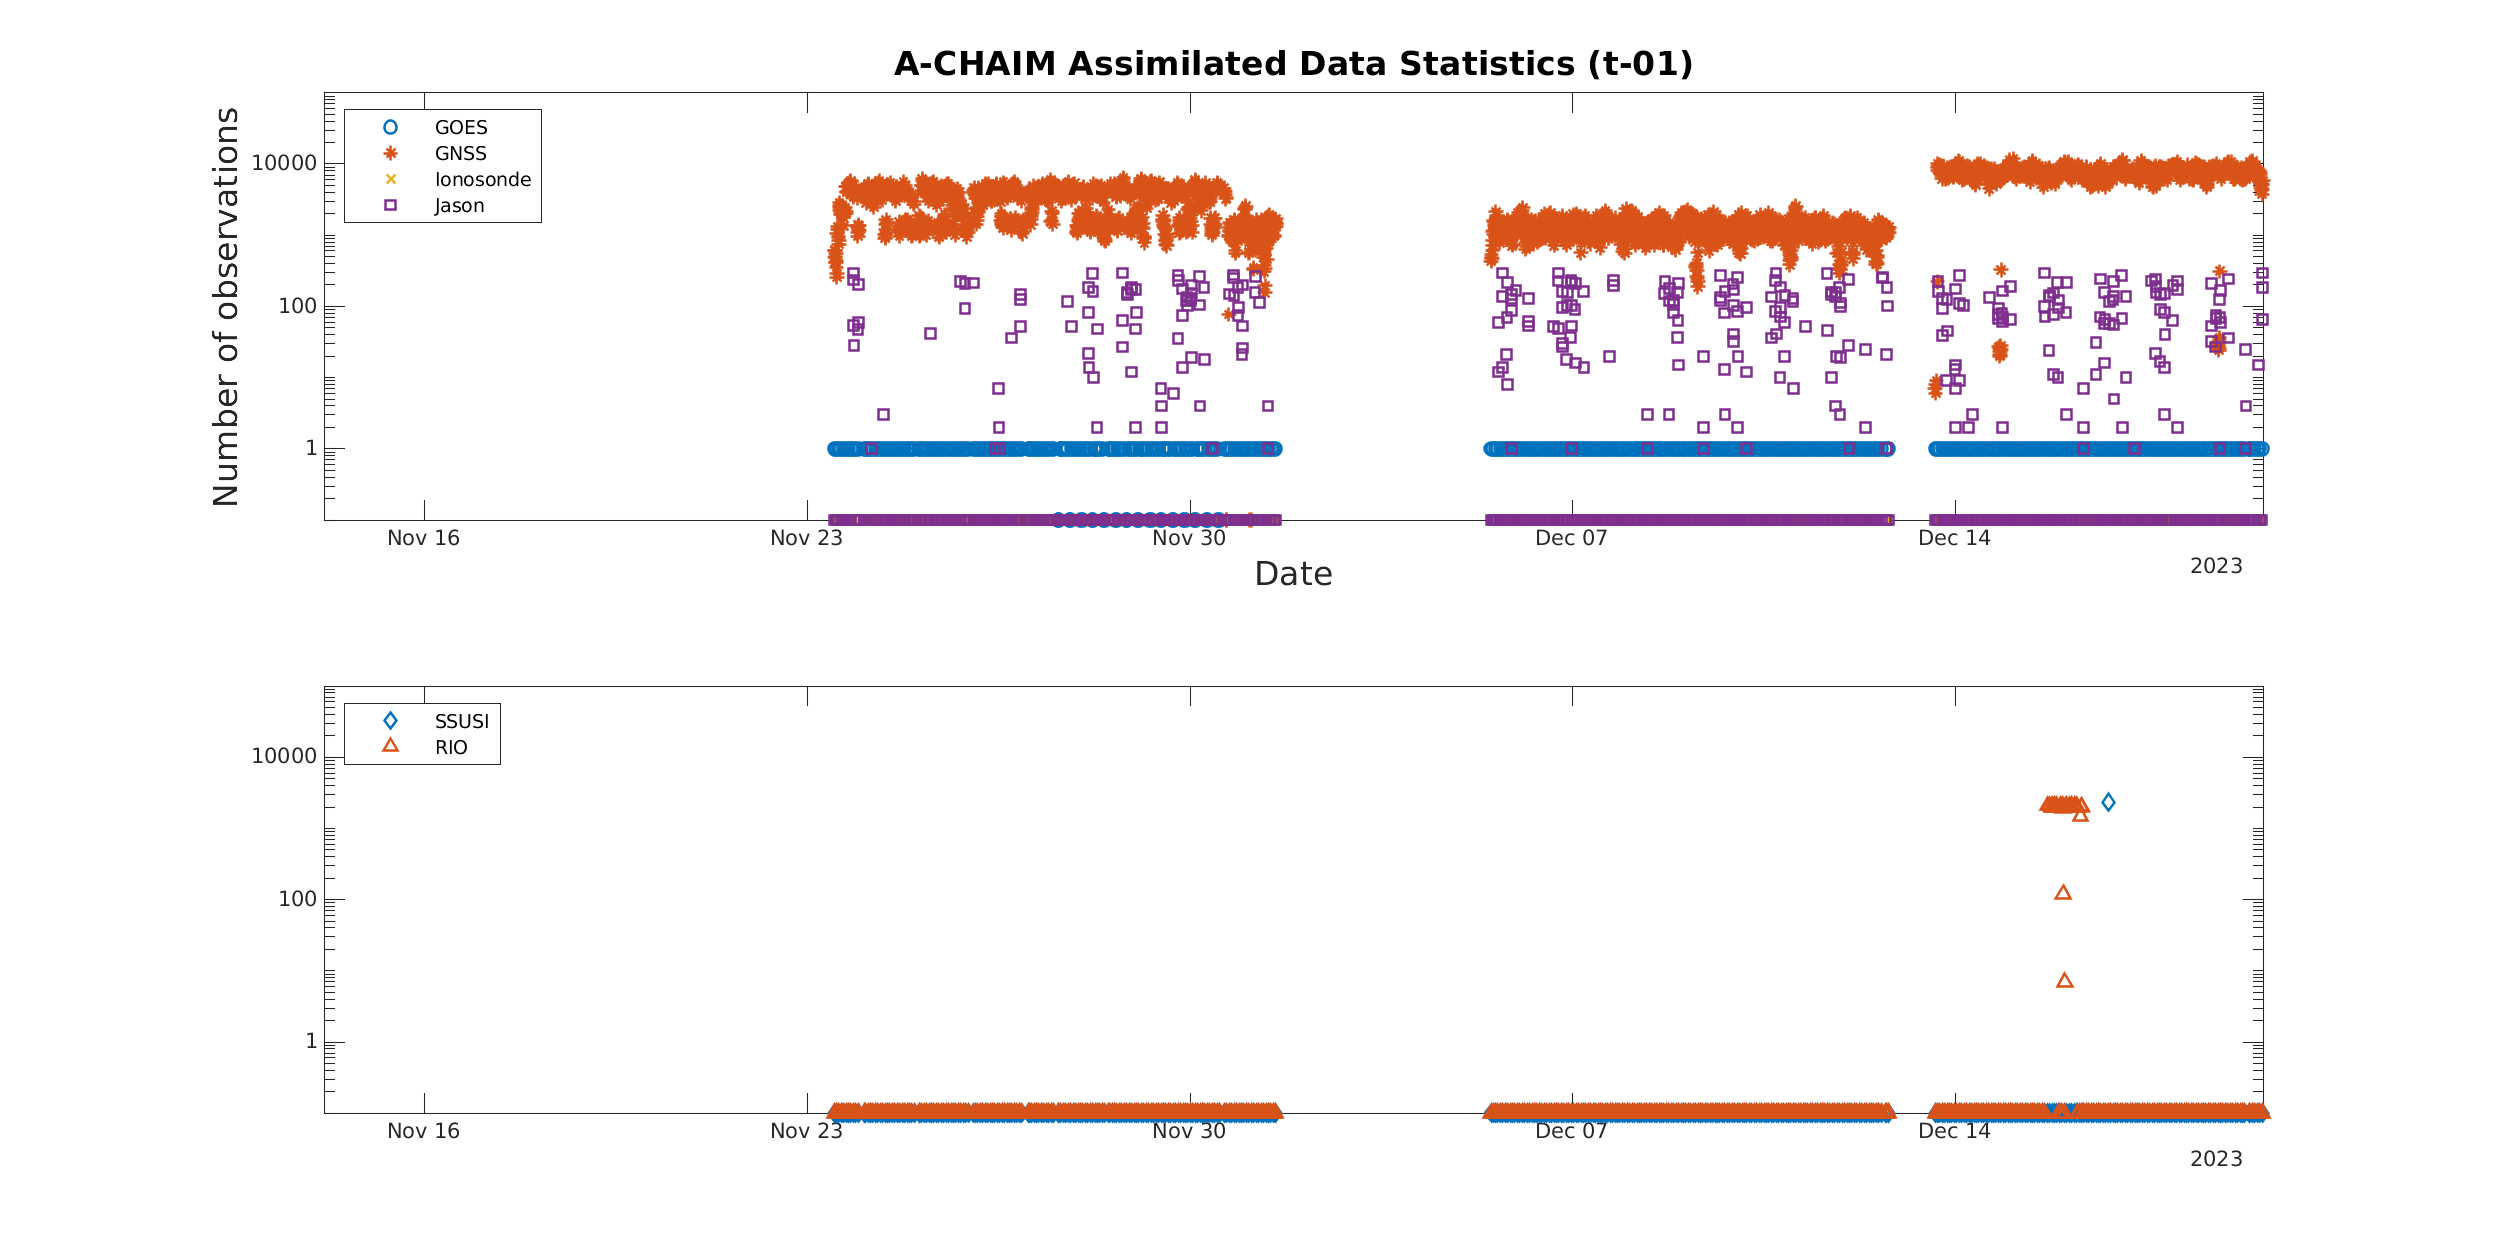 A-CHAIM Assimilated Data Statistics (t-01)
Number of observations
10000
100
1
GOES
GNSS
Ionosonde
Jason
Nov 16
Nov 23
Nov 30
Dec 07
Dec 14
2023
Date
10000
100
1
SSUSI
RIO
Nov 16
Nov 23
Nov 30
Dec 07
Dec 14
2023